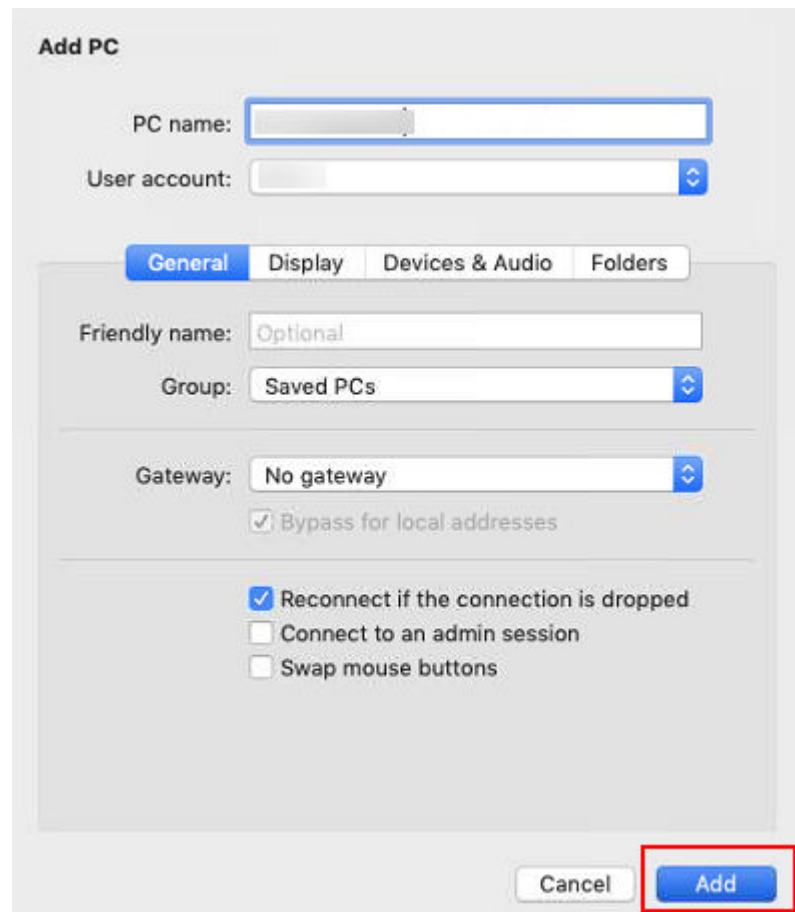 Add PC
PC name:
User account:
General Display Devices & Audio Folders
Friendly name: Optional
Group: Saved PCs
Gateway: No gateway
Bypass for local addresses
Reconnect if the connection is dropped
Connect to an admin session
Swap mouse buttons
Cancel Add